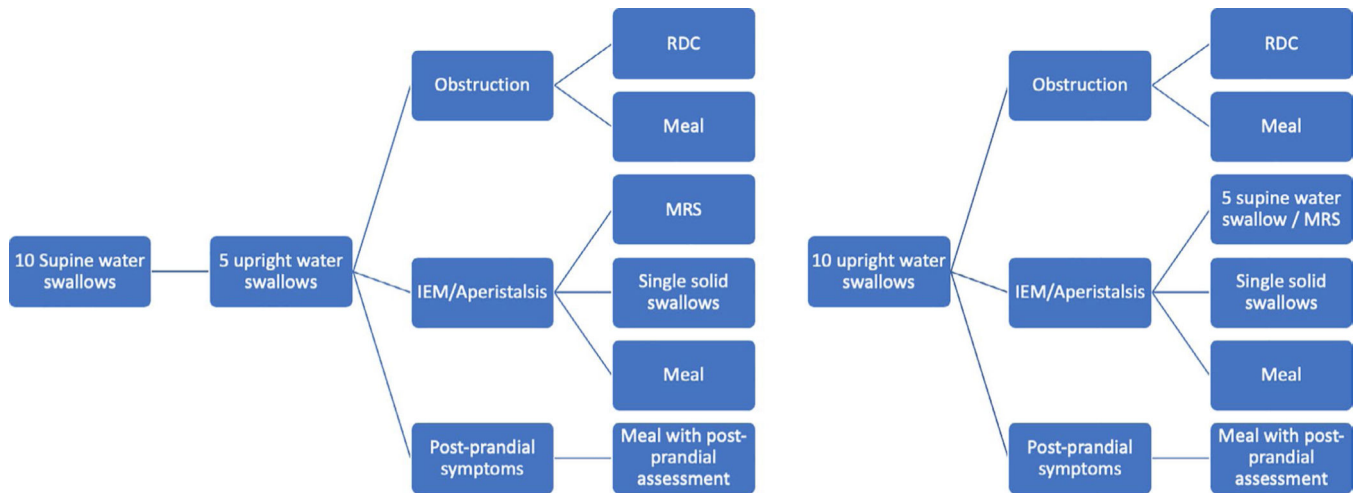 10 Supine water
swallows
5 upright water
swallows
Obstruction
RDC
Meal
IEM/Aperistalsis
MRS
Single solid
swallows
Meal
Post-prandial
symptoms
Meal with post-
prandial
assessment
10 upright water
swallows
Obstruction
RDC
Meal
IEM/Aperistalsis
5 supine water
swallow / MRS
Single solid
swallows
Meal
Post-prandial
symptoms
Meal with post-
prandial
assessment